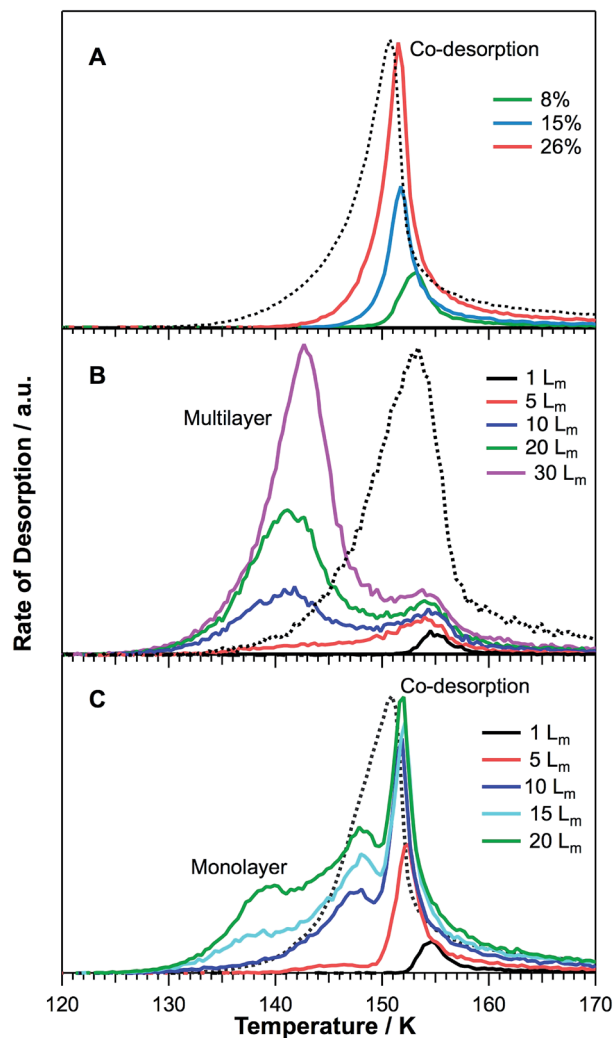 A
Co-desorption
8%
15%
26%
B
Multilayer
1 Lm
5 Lm
10 Lm
20 Lm
30 Lm
C
Co-desorption
Monolayer
1 Lm
5 Lm
10 Lm
15 Lm
20 Lm
Rate of Desorption / a.u.
120 130 140 150 160 170
Temperature / K